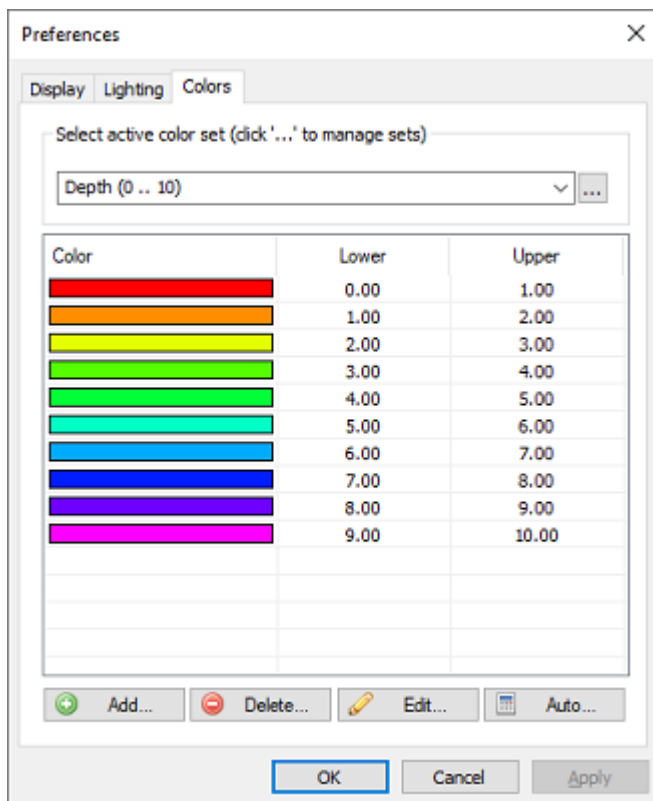 Preferences
Display Lighting Colors
Select active color set (click '...' to manage sets)
Depth (0 .. 10) ...
Color Lower Upper
0.00 1.00
1.00 2.00
2.00 3.00
3.00 4.00
4.00 5.00
5.00 6.00
6.00 7.00
7.00 8.00
8.00 9.00
9.00 10.00
Add... Delete... Edit... Auto...
OK Cancel Apply